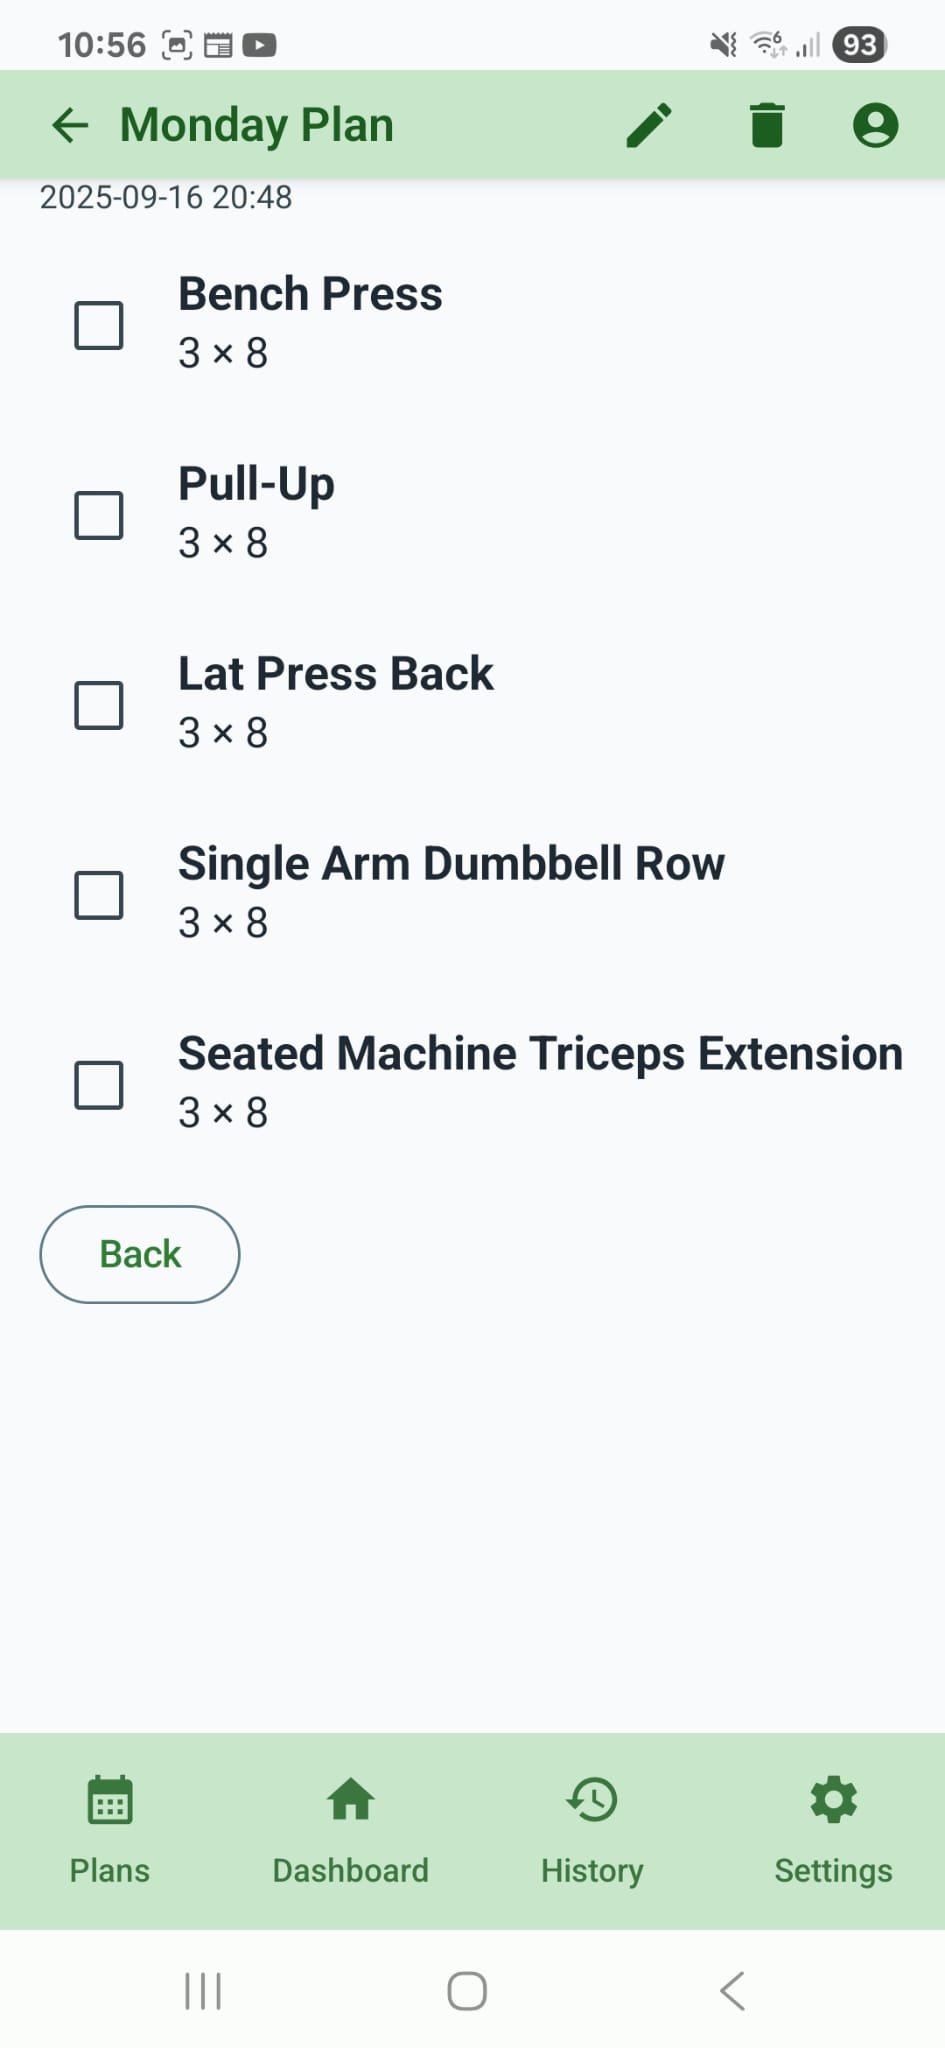 10:56
6
93
Monday Plan
2025-09-16 20:48
Bench Press
3 × 8
Pull-Up
3 × 8
Lat Press Back
3 × 8
Single Arm Dumbbell Row
3 × 8
Seated Machine Triceps Extension
3 × 8
Back
Plans Dashboard History Settings